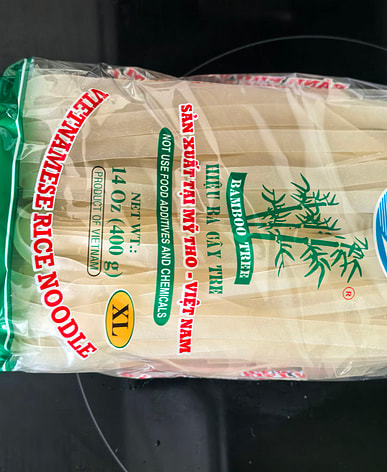 BAMBOO TREE
HIỆU BA CÂY TRE
SẢN XUẤT TẠI MỸ THO - VIỆT NAM
NOT USE FOOD ADDITIVES AND CHEMICALS
NET WT.:
14 Oz (400g)
PRODUCT OF VIETNAM
XL
VIETNAMESE RICE NOODLE
®